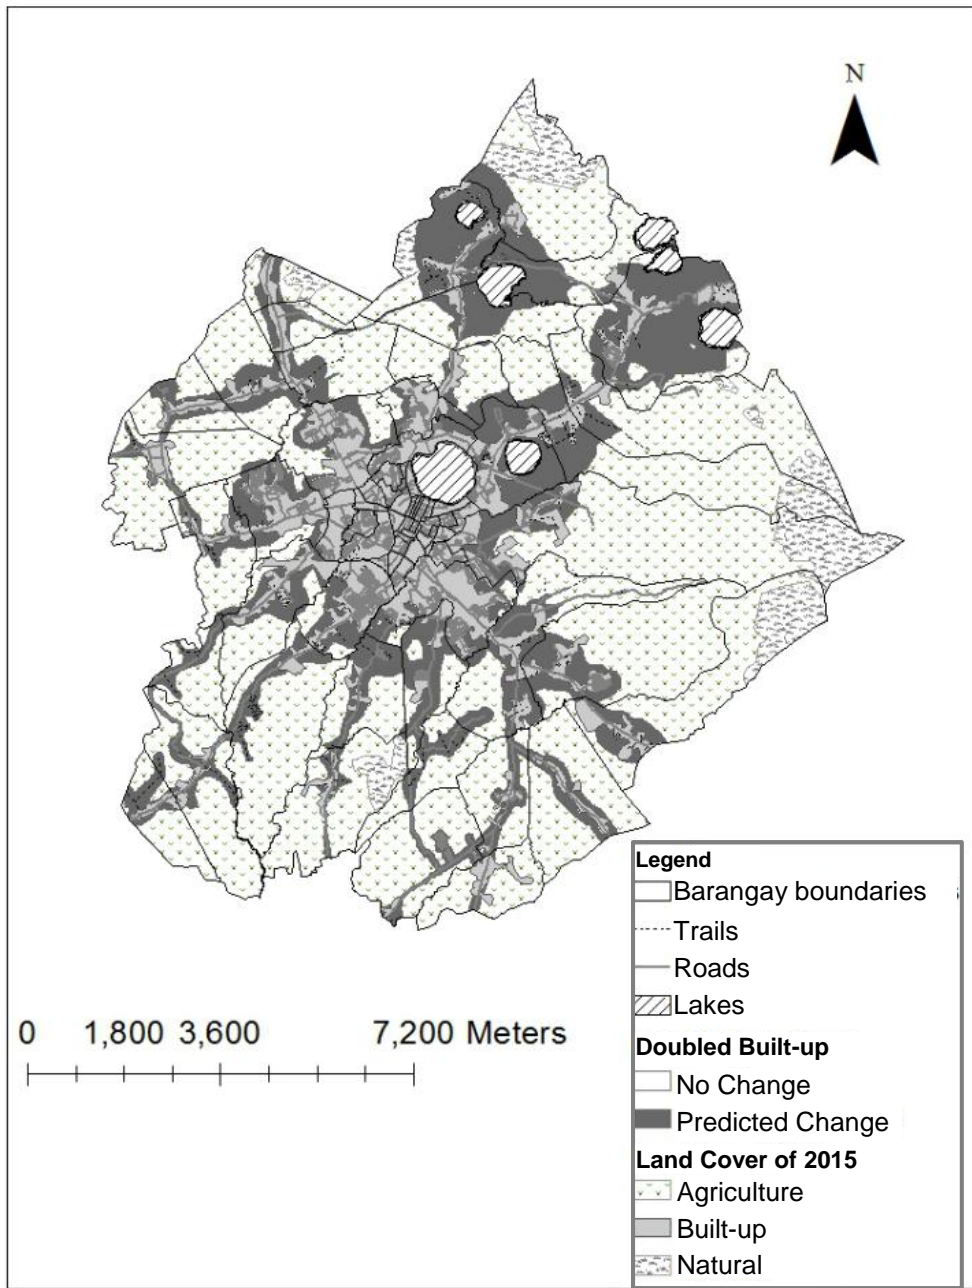 N
0 1,800 3,600 7,200 Meters
Legend
Barangay boundaries
Trails
Roads
Lakes
Doubled Built-up
No Change
Predicted Change
Land Cover of 2015
Agriculture
Built-up
Natural